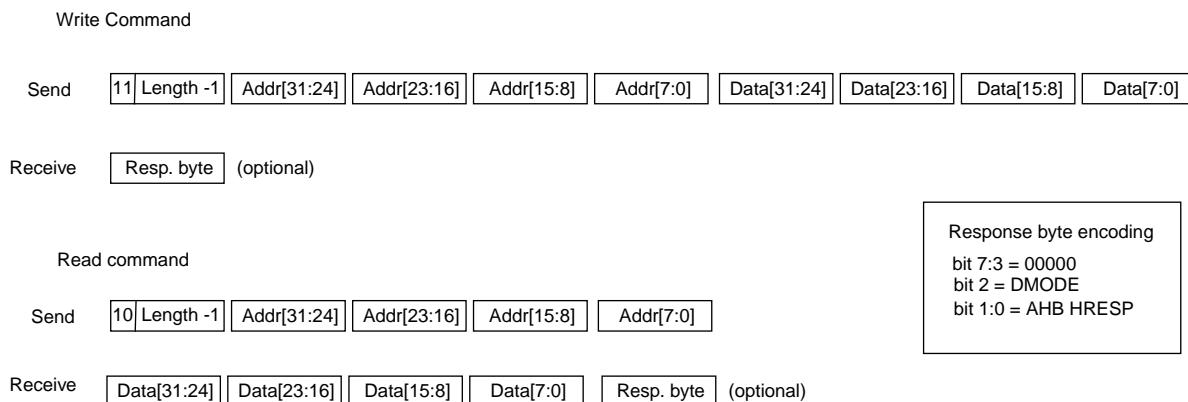 Write Command
Send 11 Length -1 Addr[31:24] Addr[23:16] Addr[15:8] Addr[7:0] Data[31:24] Data[23:16] Data[15:8] Data[7:0]
Receive Resp. byte (optional)
Response byte encoding
bit 7:3 = 00000
bit 2 = DMODE
bit 1:0 = AHB HRESP
Read command
Send 10 Length -1 Addr[31:24] Addr[23:16] Addr[15:8] Addr[7:0]
Receive Data[31:24] Data[23:16] Data[15:8] Data[7:0] Resp. byte (optional)